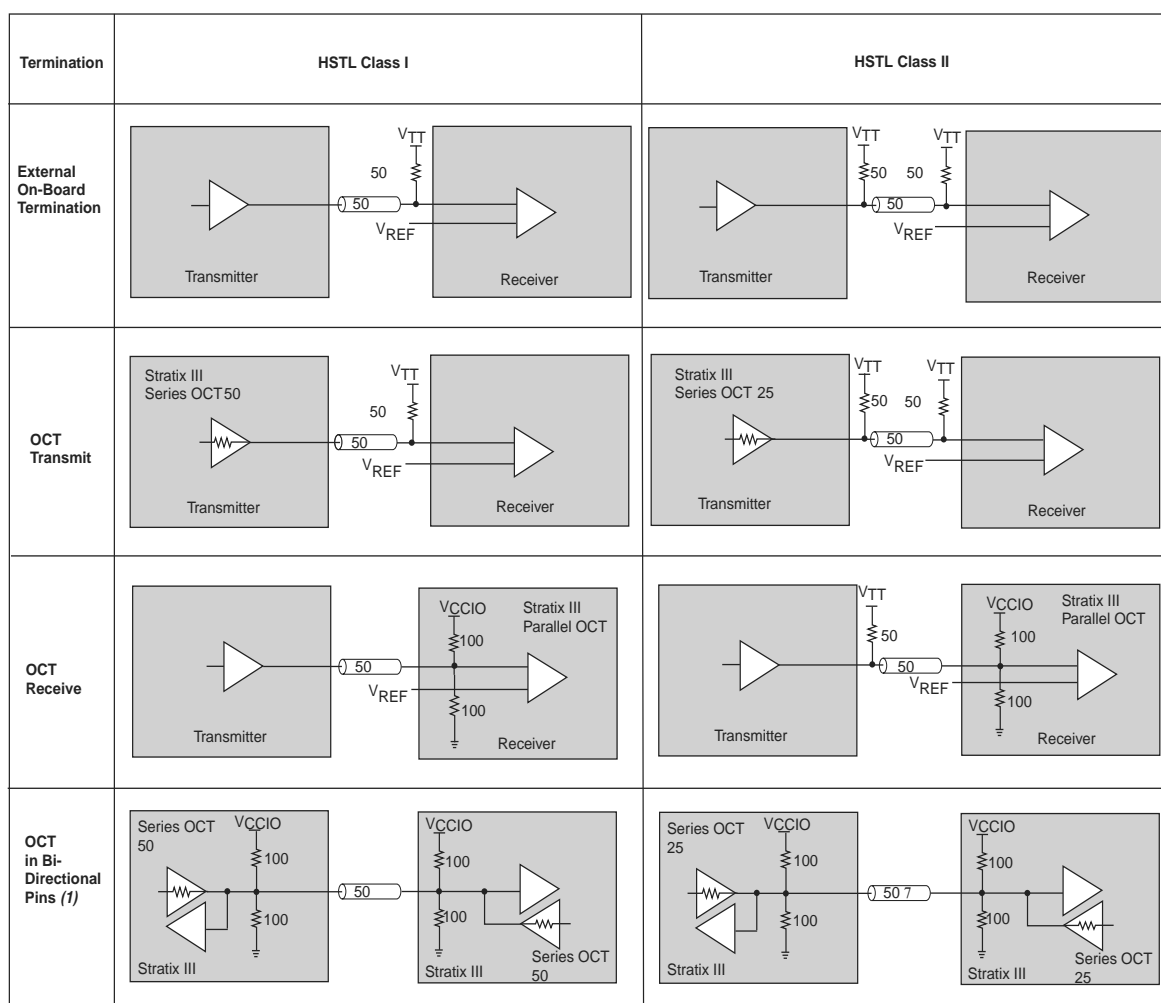 Termination
HSTL Class I
HSTL Class II
External
On-Board
Termination
VTT
50
50
VREF
Transmitter
Receiver
VTT
VTT
50
50
50
VREF
Transmitter
Receiver
OCT
Transmit
Stratix III
Series OCT 50
VTT
50
50
VREF
Transmitter
Receiver
Stratix III
Series OCT 25
VTT
VTT
50
50
50
VREF
Transmitter
Receiver
OCT
Receive
VCCIO
Stratix III
Parallel OCT
100
50
VREF
100
Transmitter
Receiver
VTT
50
VCCIO
Stratix III
Parallel OCT
100
50
VREF
100
Transmitter
Receiver
OCT
in Bi-
Directional
Pins (1)
Series OCT
50
VCCIO
100
100
Stratix III
50
VCCIO
100
100
Series OCT
50
Stratix III
Series OCT
25
VCCIO
100
100
Stratix III
50 7
VCCIO
100
100
Series OCT
25
Stratix III